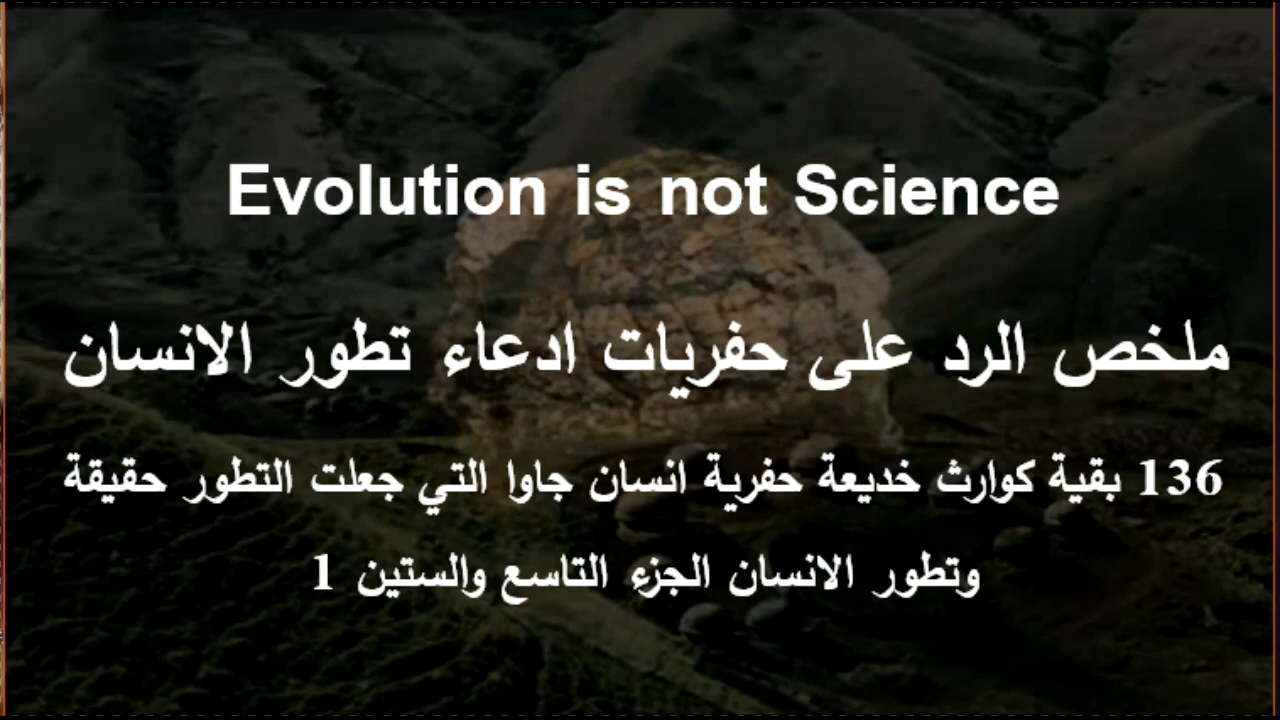 Evolution is not Science
ملخص الرد على حفريات ادعاء تطور الانسان
136 بقية كوارث خديعة حفرية انسان جاوا التي جعلت التطور حقيقة
وتطور الانسان الجزء التاسع والستين 1